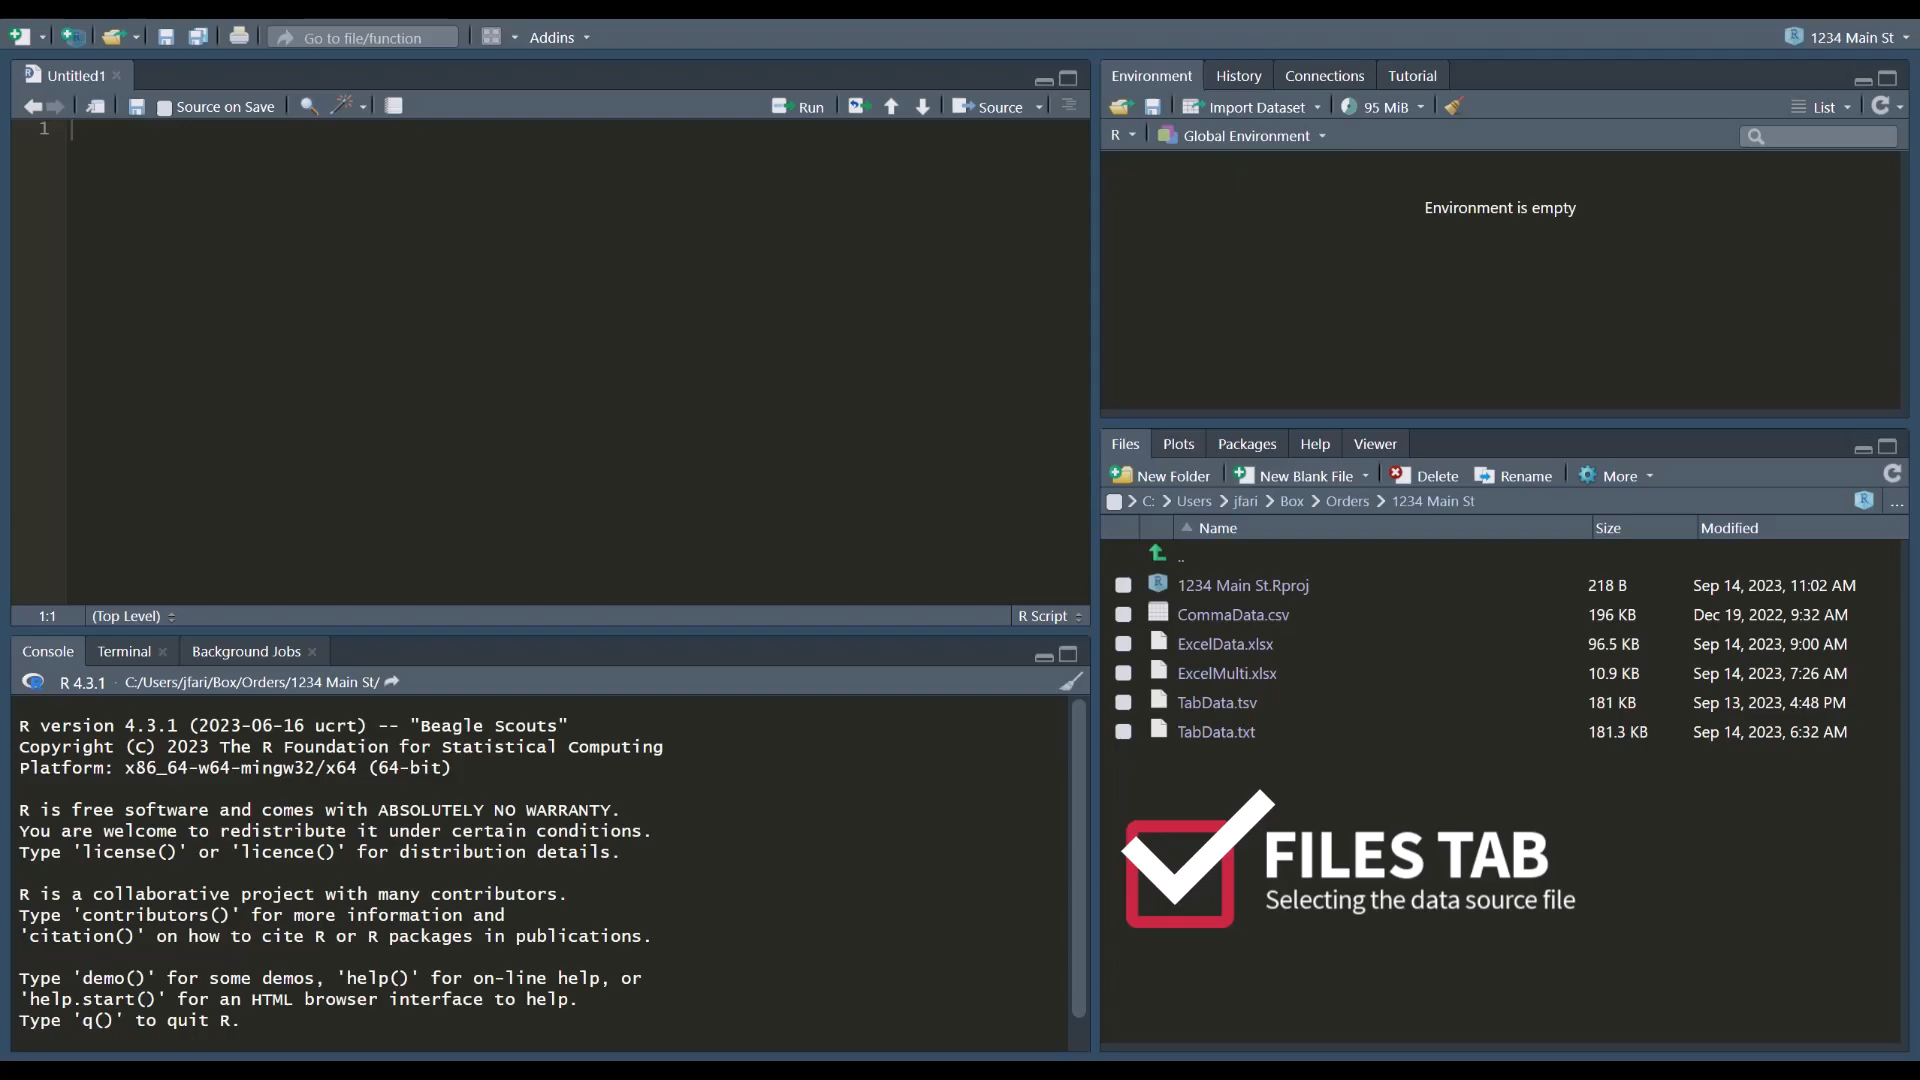 Go to file/function
Addins
1234 Main St
Untitled1
Source on Save
Run
Source
1
1:1
(Top Level)
R Script
Console
Terminal
Background Jobs
R 4.3.1 · C:/Users/jfari/Box/Orders/1234 Main St/
R version 4.3.1 (2023-06-16 ucrt) -- "Beagle Scouts"
Copyright (C) 2023 The R Foundation for Statistical Computing
Platform: x86_64-w64-mingw32/x64 (64-bit)
R is free software and comes with ABSOLUTELY NO WARRANTY.
You are welcome to redistribute it under certain conditions.
Type 'license()' or 'licence()' for distribution details.
R is a collaborative project with many contributors.
Type 'contributors()' for more information and
'citation()' on how to cite R or R packages in publications.
Type 'demo()' for some demos, 'help()' for on-line help, or
'help.start()' for an HTML browser interface to help.
Type 'q()' to quit R.
Environment
History
Connections
Tutorial
Import Dataset
95 MiB
List
R
Global Environment
Environment is empty
Files
Plots
Packages
Help
Viewer
New Folder
New Blank File
Delete
Rename
More
C: Users jfari Box Orders 1234 Main St
...
Name Size Modified
..
1234 Main St.Rproj 218 B Sep 14, 2023, 11:02 AM
CommaData.csv 196 KB Dec 19, 2022, 9:32 AM
ExcelData.xlsx 96.5 KB Sep 14, 2023, 9:00 AM
ExcelMulti.xlsx 10.9 KB Sep 14, 2023, 7:26 AM
TabData.tsv 181 KB Sep 13, 2023, 4:48 PM
TabData.txt 181.3 KB Sep 14, 2023, 6:32 AM
FILES TAB
Selecting the data source file